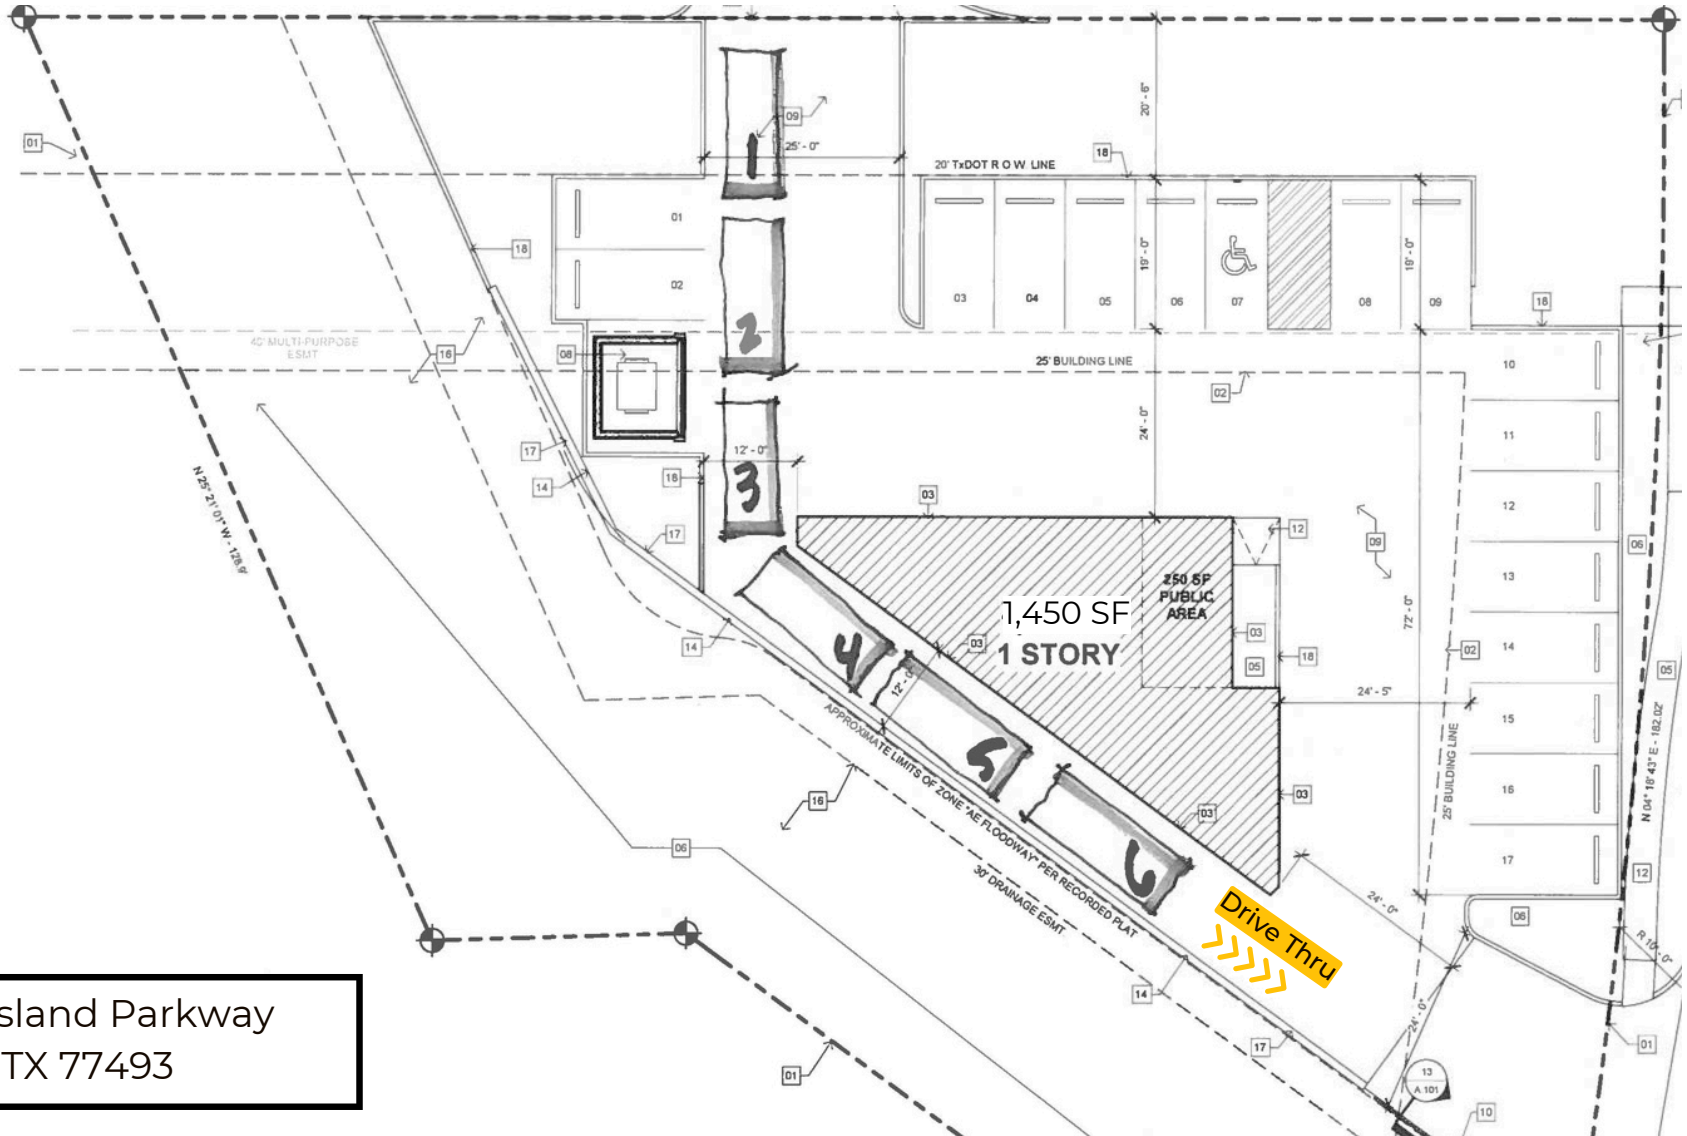 20' - 6"
09
01
1
25' - 0"
20' TxDOT R O W LINE
18
01
18
02
19' - 0"
19' - 0"
03
04
05
06
07
08
09
18
2
40' MULTI-PURPOSE
ESMT
16
08
25' BUILDING LINE
02
10
24' - 0"
11
17
12' - 0"
14
18
3
03
12
N 25° 21' 01" W - 128.9'
17
12
09
06
250 SF
PUBLIC
AREA
13
1,450 SF
1 STORY
72' - 0"
14
4
03
03
05
18
14
02
05
12' - 0"
24' - 5"
15
APPROXIMATE LIMITS OF ZONE "AE FLOODWAY" PER RECORDED PLAT
5
25' BUILDING LINE
N 04° 18' 43" E - 182.02'
16
16
03
03
06
6
17
12
30' DRAINAGE ESMT
24' - 0"
08
Drive Thru
R 10' - 0"
14
24' - 0"
sland Parkway
TX 77493
17
01
01
13
A.101
10